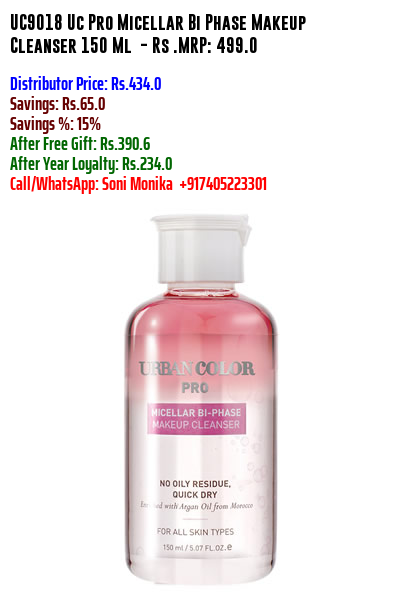 UC9018 Uc Pro Micellar Bi Phase Makeup
Cleanser 150 Ml - Rs .MRP: 499.0
Distributor Price: Rs.434.0
Savings: Rs.65.0
Savings %: 15%
After Free Gift: Rs.390.6
After Year Loyalty: Rs.234.0
Call/WhatsApp: Soni Monika +917405223301
URBAN COLOR
PRO
MICELLAR BI-PHASE
MAKEUP CLEANSER
NO OILY RESIDUE,
QUICK DRY
Enriched with Argan Oil from Morocco
FOR ALL SKIN TYPES
150 ml / 5.07 FL.OZ.e